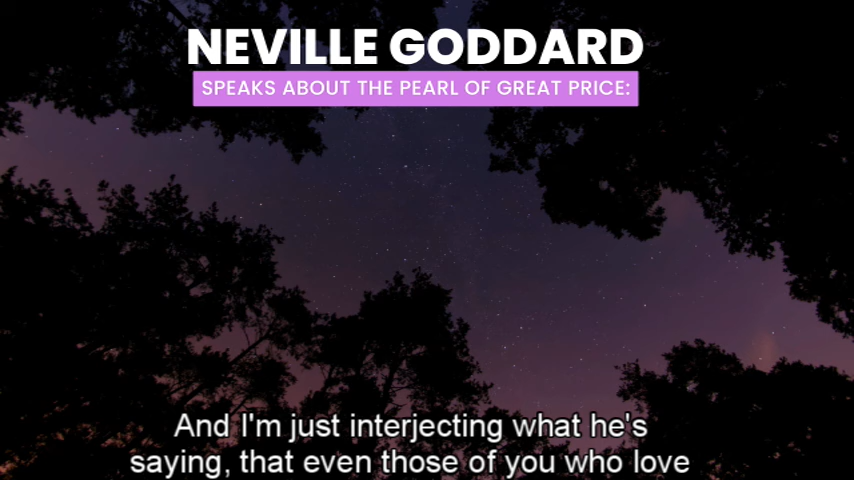 NEVILLE GODDARD
SPEAKS ABOUT THE PEARL OF GREAT PRICE:
And I'm just interjecting what he's
saying, that even those of you who love